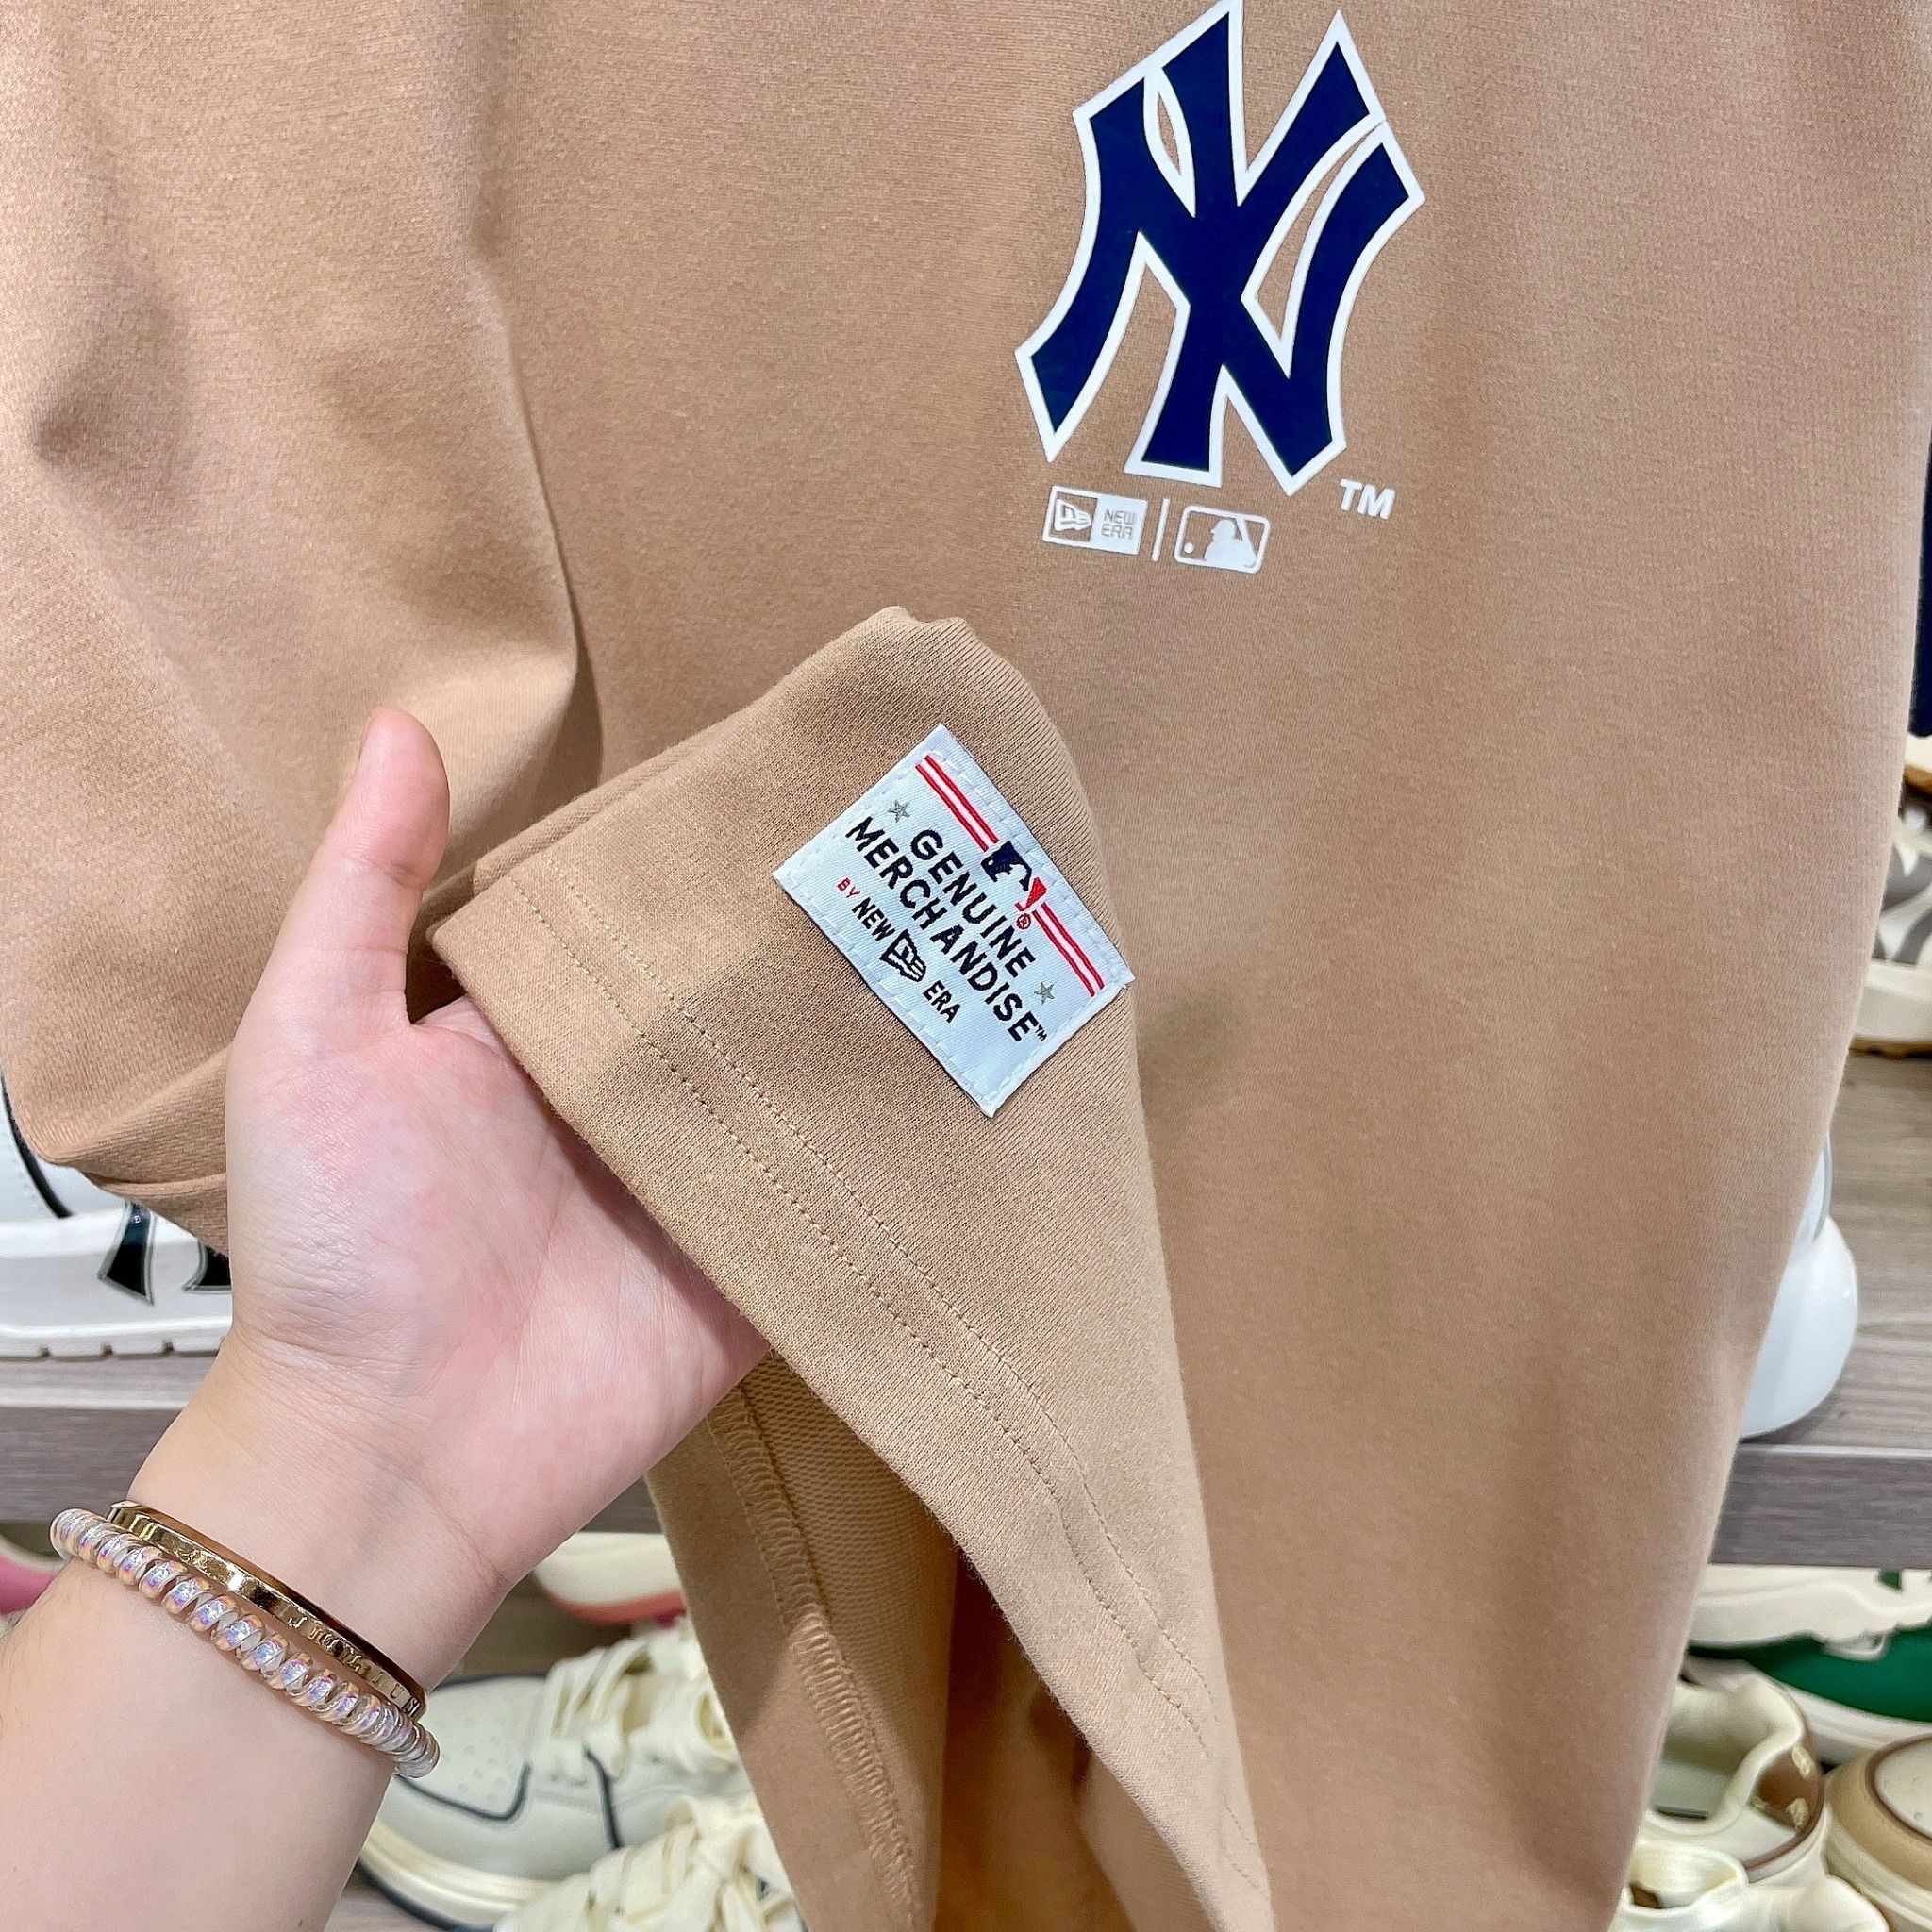 NY
TM
NEW
ERA
GENUINE
MERCHANDISE™
BY NEW ERA